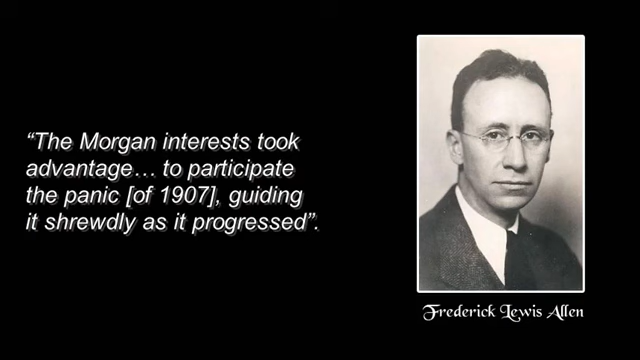 “The Morgan interests took
advantage… to participate
the panic [of 1907], guiding
it shrewdly as it progressed”.
Frederick Lewis Allen